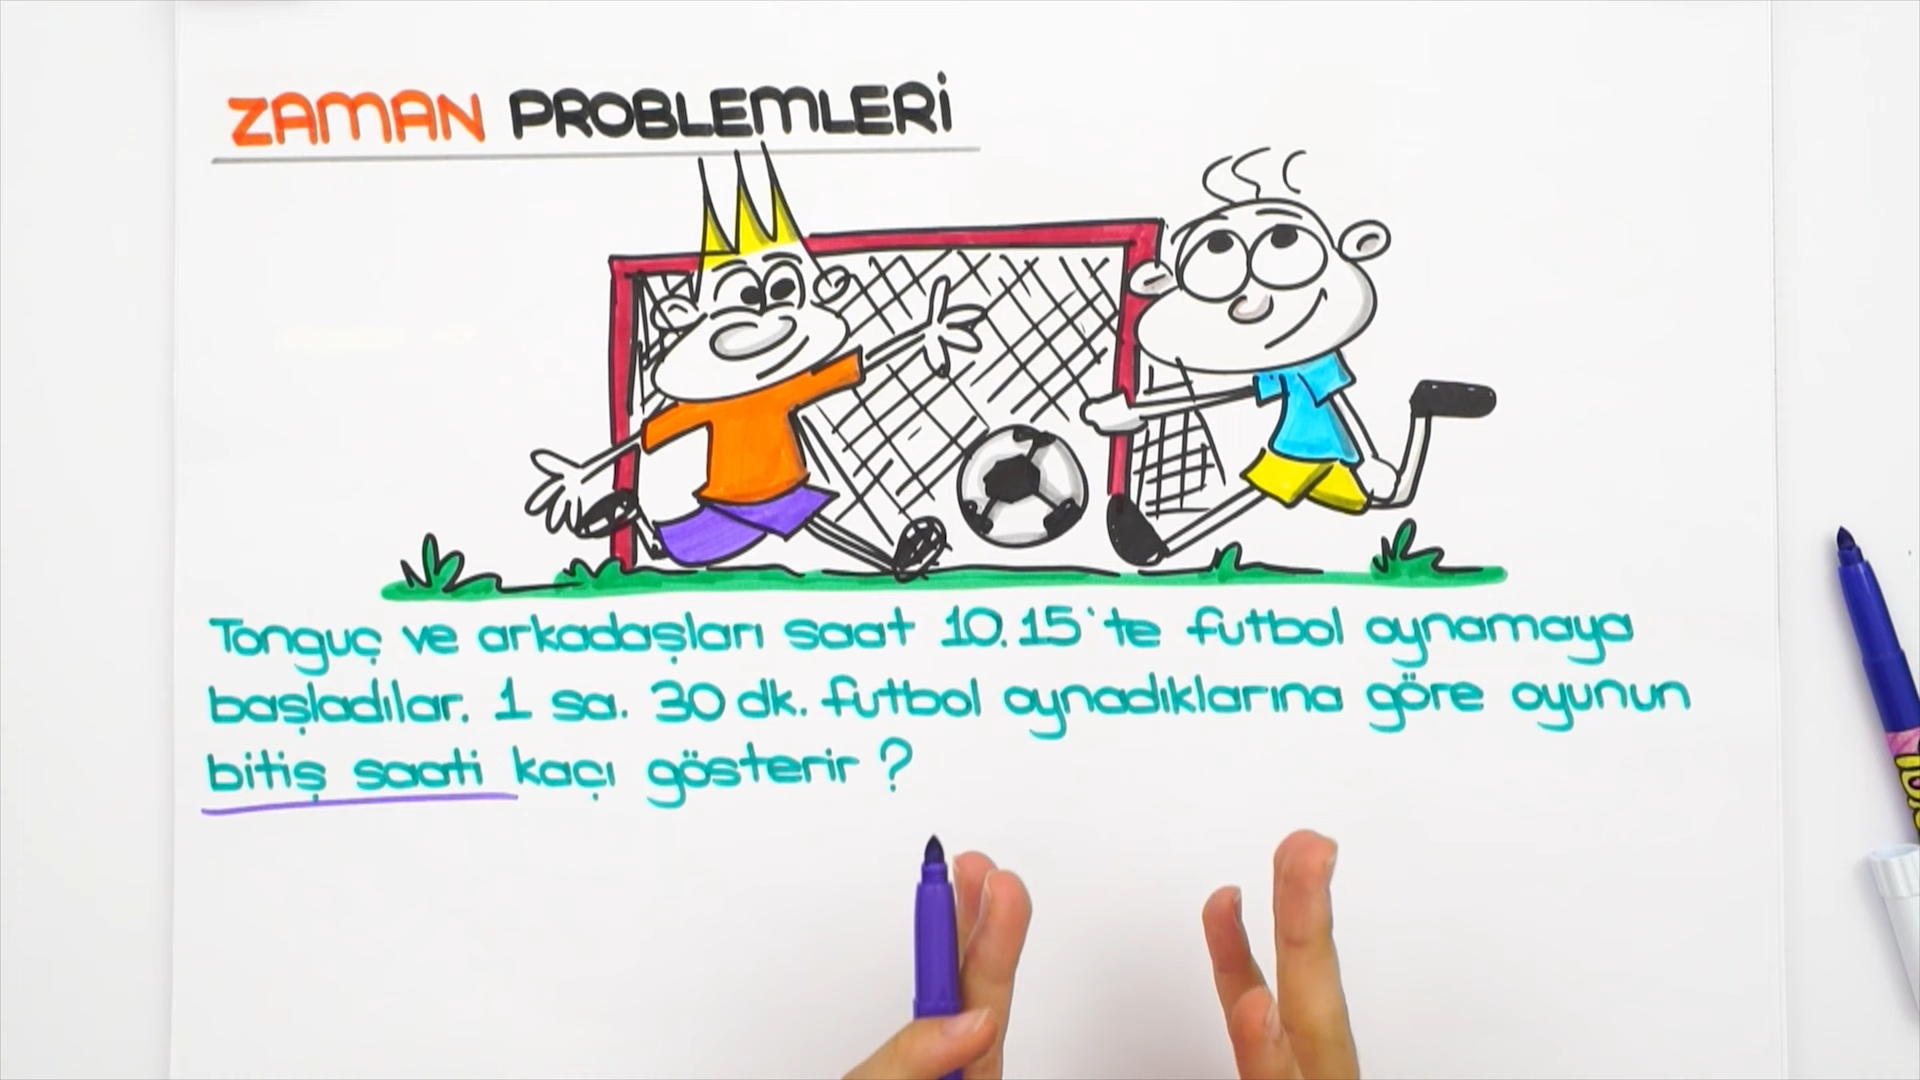 ZAMAN PROBLEMLERİ
Tonguç ve arkadaşları saat 10.15'te futbol oynamaya
başladılar. 1 sa. 30 dk. futbol oynadıklarına göre oyunun
bitiş saati kaçı gösterir?